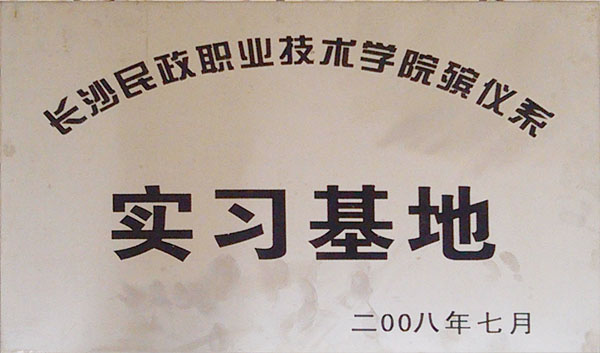 长沙民政职业技术学院殡仪系
实习基地
二00八年七月